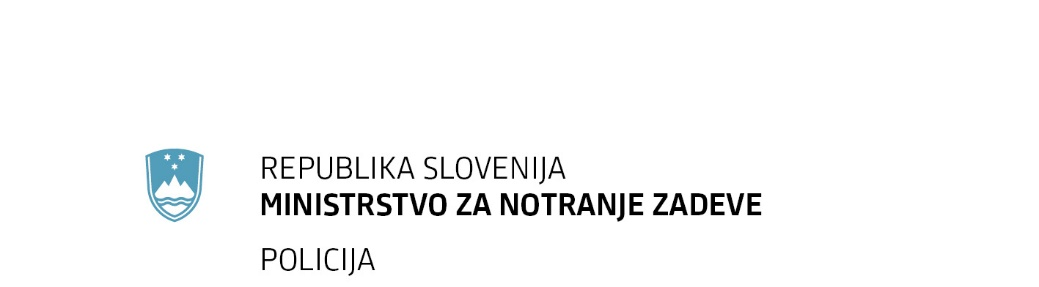 REPUBLIKA SLOVENIJA
MINISTRSTVO ZA NOTRANJE ZADEVE
POLICIJA